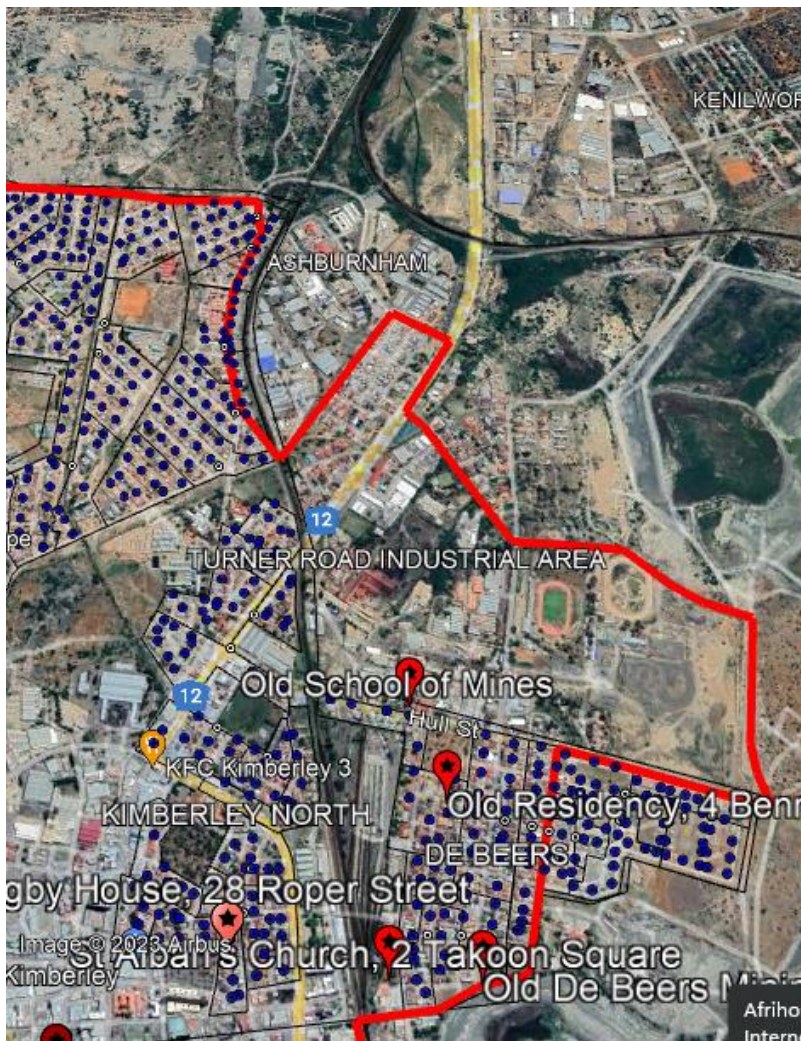 KENILWOR
ASHBURNHAM
12
pe
TURNER ROAD INDUSTRIAL AREA
12
Old School of Mines
Hull St
KFC Kimberley 3
Old Residency, 4 Benn
KIMBERLEY NORTH
DE BEERS
gby House, 28 Roper Street
Image © 2023 Airbus
St Alban's Church, 2 Takoon Square
Kimberley
Old De Beers Minin
Afriho
Interne